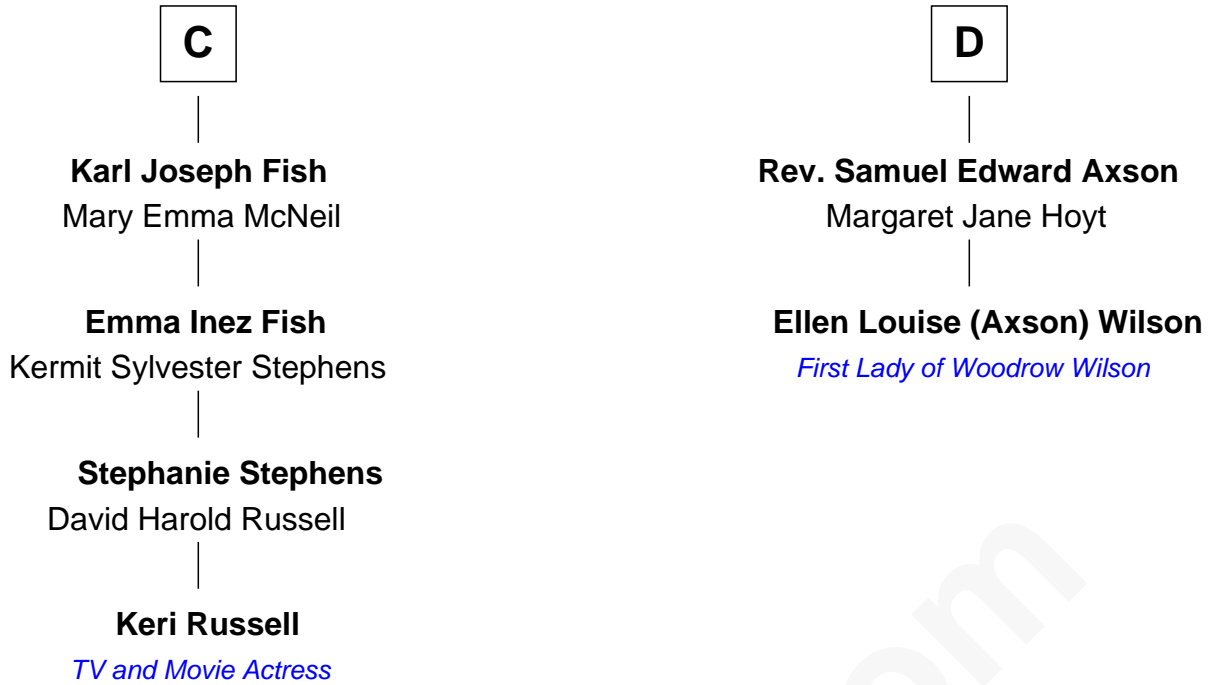 C
Karl Joseph Fish
Mary Emma McNeil
Emma Inez Fish
Kermit Sylvester Stephens
Stephanie Stephens
David Harold Russell
Keri Russell
TV and Movie Actress
D
Rev. Samuel Edward Axson
Margaret Jane Hoyt
Ellen Louise (Axson) Wilson
First Lady of Woodrow Wilson
om